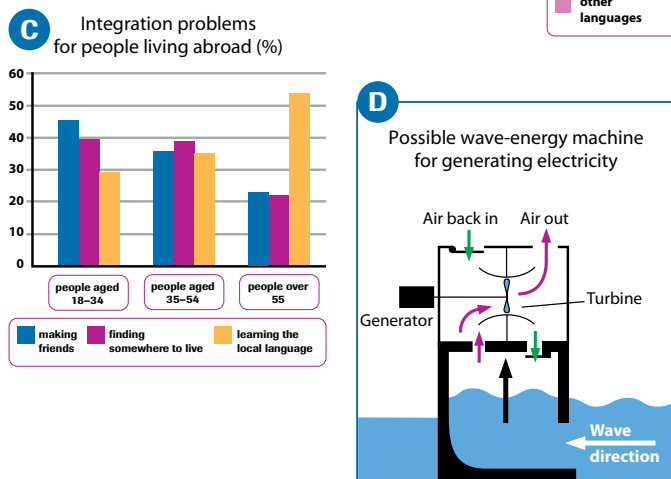 other
languages
C
Integration problems
for people living abroad (%)
60
50
40
30
20
10
0
people aged
18–34
people aged
35–54
people over
55
making
friends
finding
somewhere to live
learning the
local language
D
Possible wave-energy machine
for generating electricity
Air back in
Air out
Turbine
Generator
Wave
direction